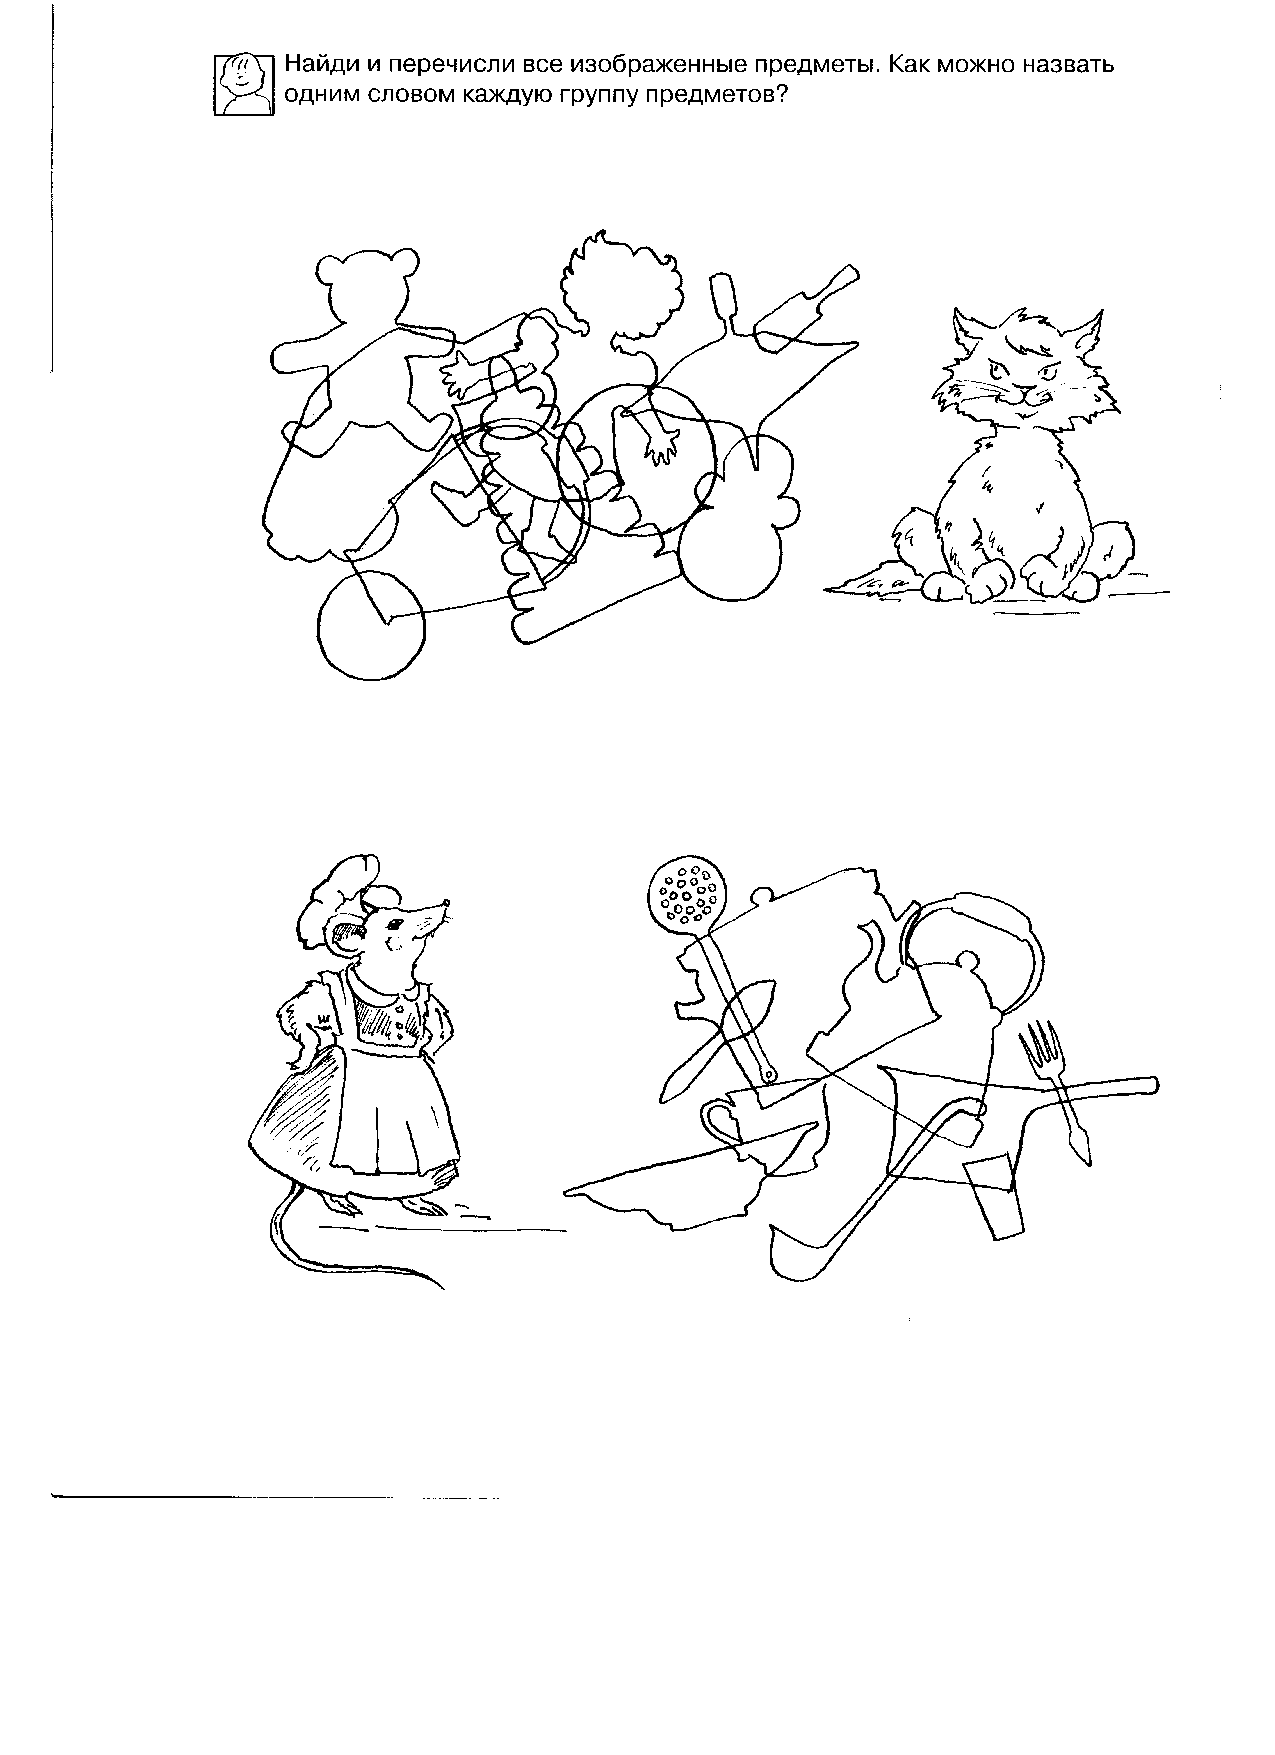 Найди и перечисли все изображенные предметы. Как можно назвать
одним словом каждую группу предметов?